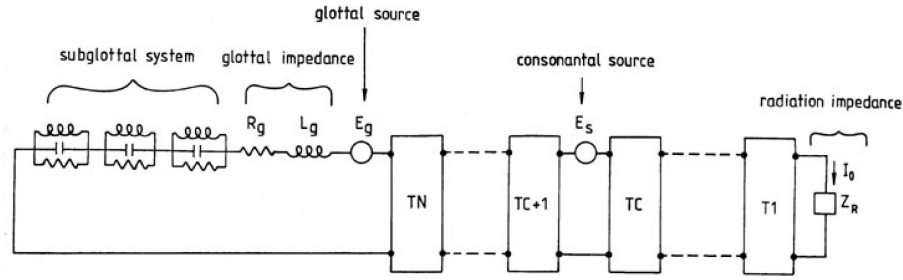 glottal source
subglottal system
glottal impedance
consonantal source
radiation impedance
Rg Lg Eg
Es
I0
ZR
TN
TC+1
TC
T1